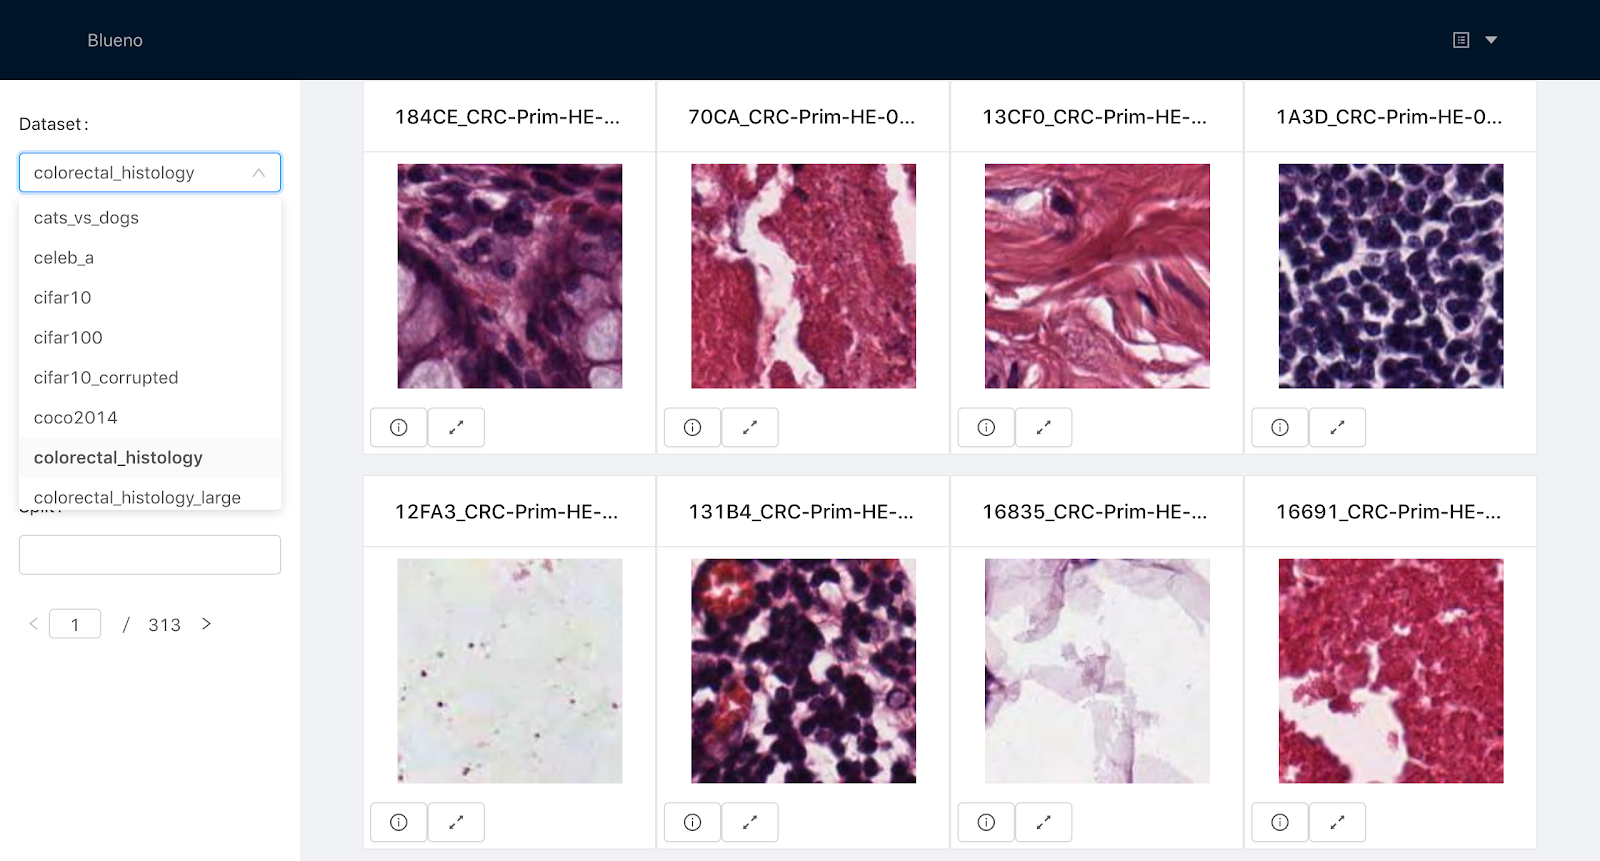 Blueno
Dataset:
colorectal_histology
cats_vs_dogs
celeb_a
cifar10
cifar100
cifar10_corrupted
coco2014
colorectal_histology
colorectal_histology_large
Split:
1 / 313
184CE_CRC-Prim-HE-...
70CA_CRC-Prim-HE-0...
13CF0_CRC-Prim-HE-...
1A3D_CRC-Prim-HE-0...
12FA3_CRC-Prim-HE-...
131B4_CRC-Prim-HE-...
16835_CRC-Prim-HE-...
16691_CRC-Prim-HE-...